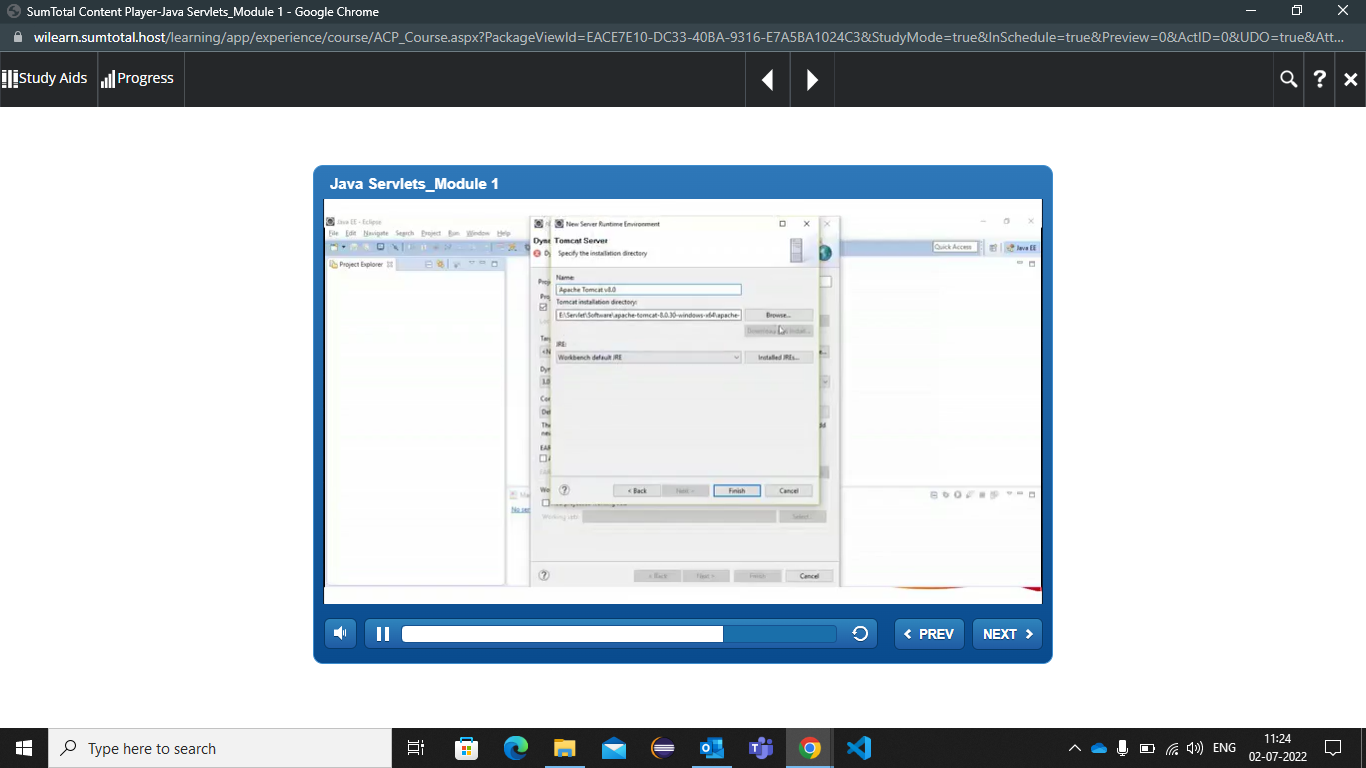 SumTotal Content Player-Java Servlets_Module 1 - Google Chrome
wilearn.sumtotal.host/learning/app/experience/course/ACP_Course.aspx?PackageViewId=EACE7E10-DC33-40BA-9316-E7A5BA1024C3&StudyMode=true&InSchedule=true&Preview=0&ActID=0&UDO=true&Att...
Study Aids Progress
Java Servlets_Module 1
Java EE - Eclipse
File Edit Navigate Search Project Run Window Help
Quick Access Java EE
Project Explorer
New Server Runtime Environment
Tomcat Server
Specify the installation directory
Name:
Apache Tomcat v8.0
Tomcat installation directory:
E:\Servlet\Software\apache-tomcat-8.0.30-windows-x64\apache- Browse...
JRE:
Workbench default JRE Installed JREs...
< Back Next > Finish Cancel
Working sets: Select...
< Back Next > Finish Cancel
PREV NEXT
Type here to search
ENG
11:24
02-07-2022